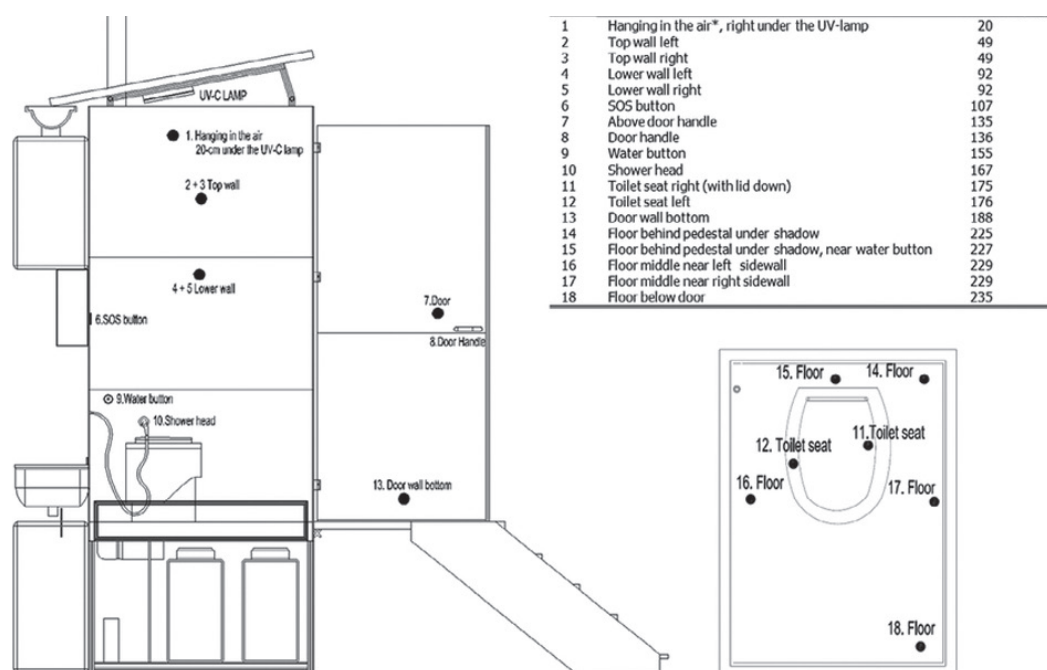 1 Hanging in the air*, right under the UV-lamp 20
2 Top wall left 49
3 Top wall right 49
4 Lower wall left 92
5 Lower wall right 92
6 SOS button 107
7 Above door handle 135
8 Door handle 136
9 Water button 155
10 Shower head 167
11 Toilet seat right (with lid down) 175
12 Toilet seat left 176
13 Door wall bottom 188
14 Floor behind pedestal under shadow 225
15 Floor behind pedestal under shadow, near water button 227
16 Floor middle near left sidewall 229
17 Floor middle near right sidewall 229
18 Floor below door 235
UV-C LAMP
1. Hanging in the air
20-cm under the UV-C lamp
2 + 3 Top wall
4 + 5 Lower wall
6.SOS button
7.Door
8.Door Handle
9.Water button
10.Shower head
13. Door wall bottom
15. Floor
14. Floor
11.Toilet seat
12. Toilet seat
16. Floor
17. Floor
18. Floor